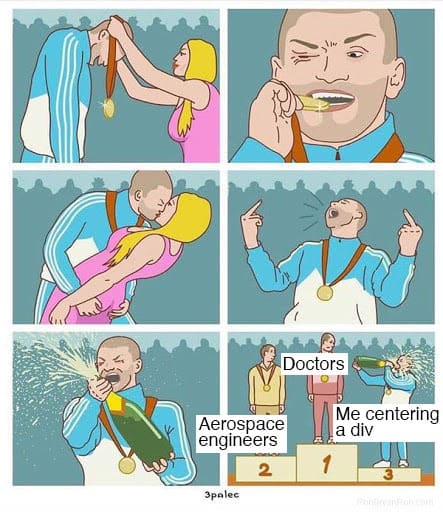 Doctors
Aerospace
engineers
Me centering
a div
2
1
3
3palec